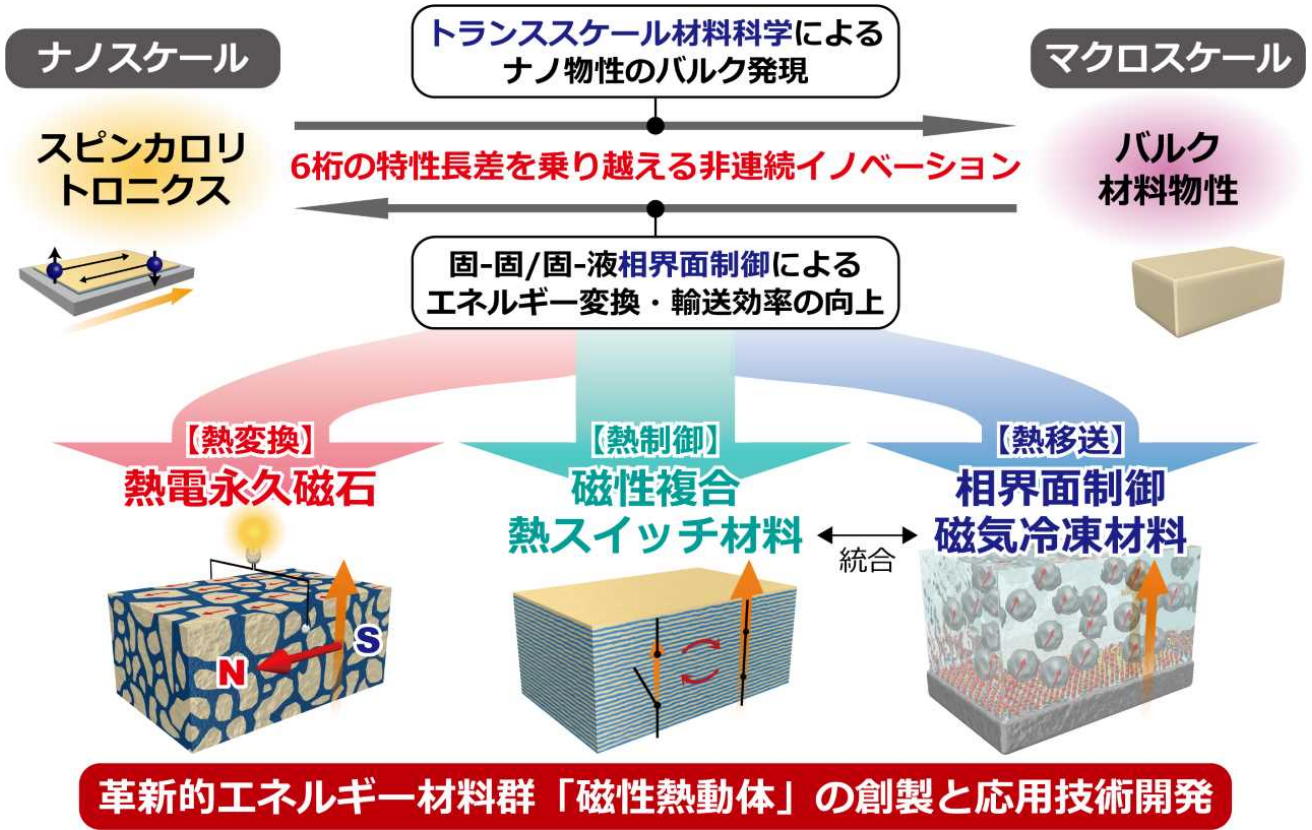 ナノスケール
トランススケール材料科学による
ナノ物性のバルク発現
マクロスケール
スピンカロリ
トロニクス
6桁の特性長差を乗り越える非連続イノベーション
バルク
材料物性
固-固/固-液相界面制御による
エネルギー変換・輸送効率の向上
【熱変換】
熱電永久磁石
【熱制御】
磁性複合
熱スイッチ材料
統合
【熱移送】
相界面制御
磁気冷凍材料
N
S
革新的エネルギー材料群「磁性熱動体」の創製と応用技術開発